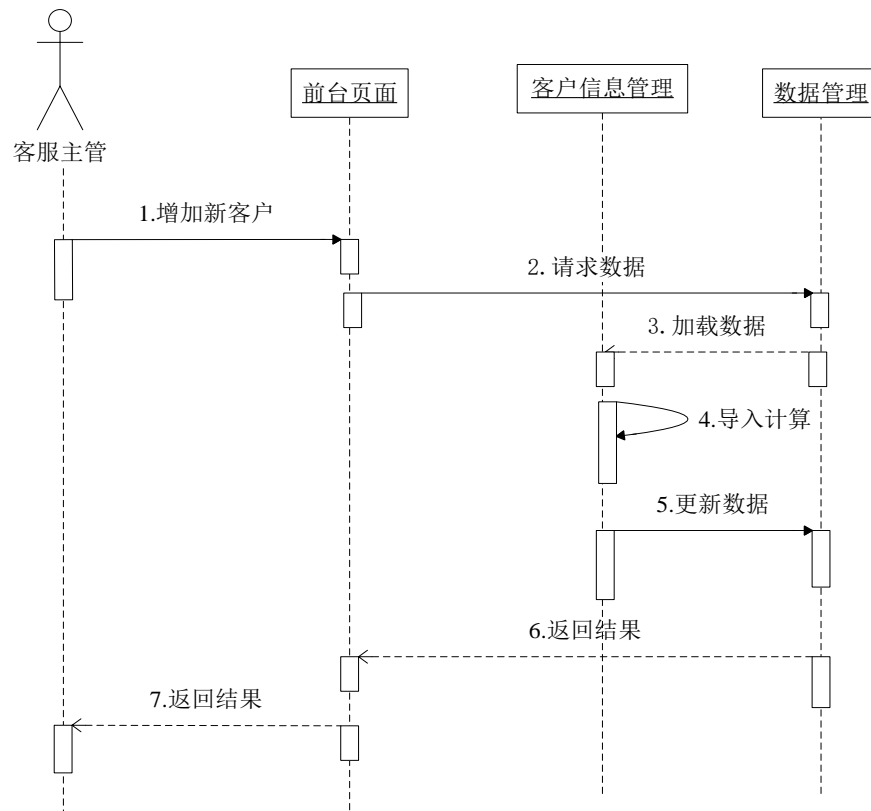 客服主管
前台页面
客户信息管理
数据管理
1.增加新客户
2.请求数据
3.加载数据
4.导入计算
5.更新数据
6.返回结果
7.返回结果